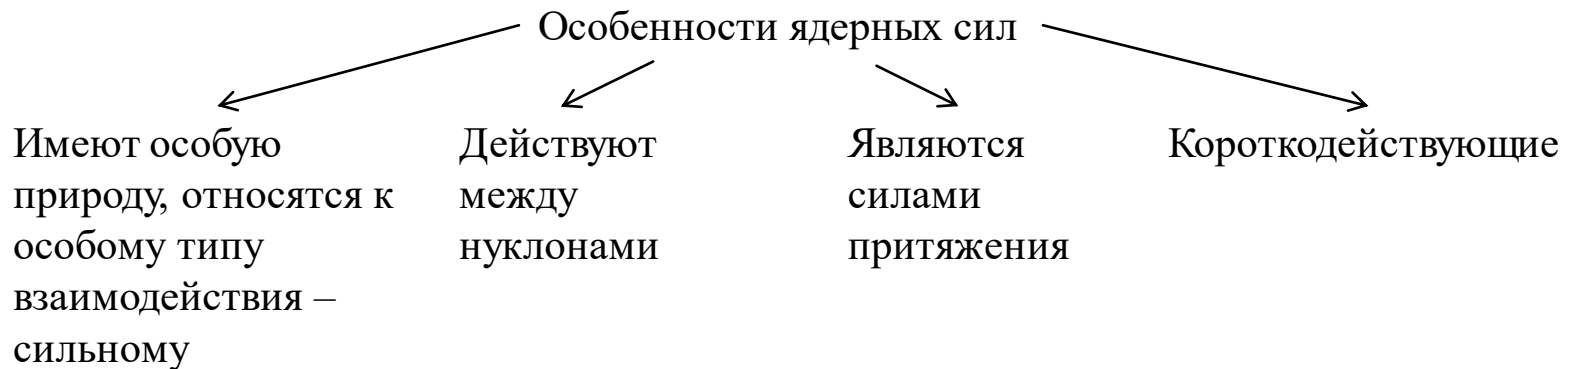 Особенности ядерных сил
Имеют особую
природу, относятся к
особому типу
взаимодействия –
сильному
Действуют
между
нуклонами
Являются
силами
притяжения
Короткодействующие